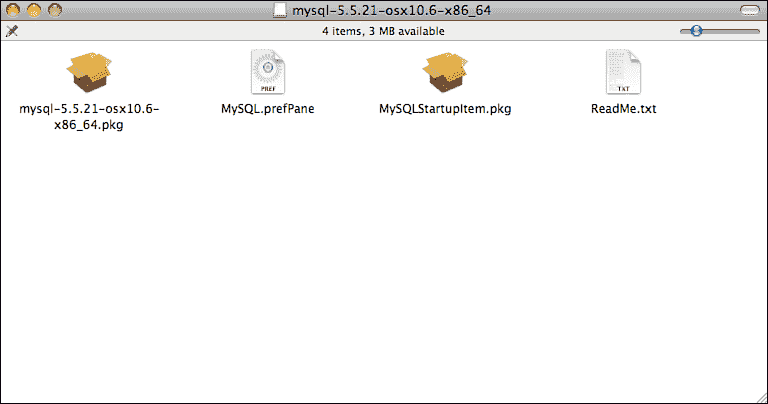 mysql-5.5.21-osx10.6-x86_64
4 items, 3 MB available
PREF
TXT
mysql-5.5.21-osx10.6-
x86_64.pkg
MySQL.prefPane
MySQLStartupItem.pkg
ReadMe.txt